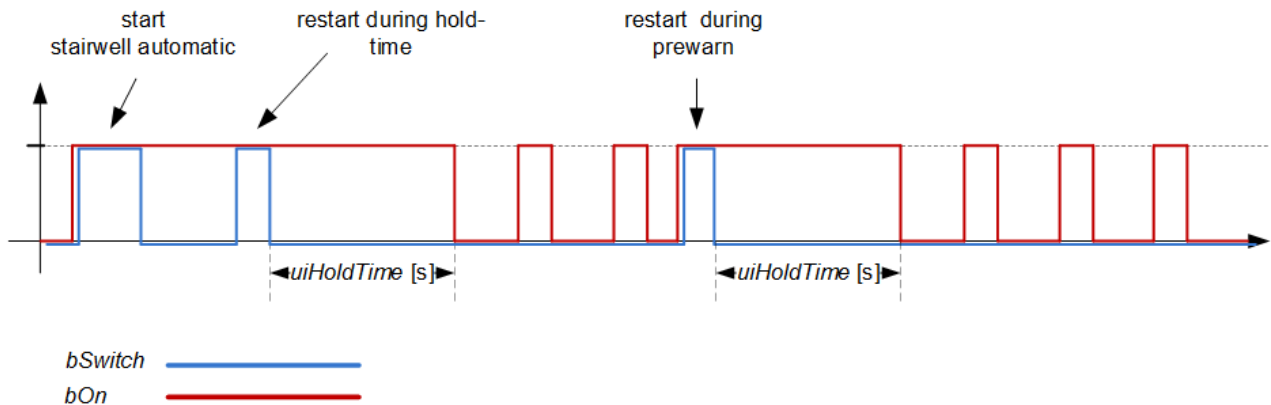 start
stairwell automatic
restart during hold-
time
restart during
prewarn
uiHoldTime [s]
uiHoldTime [s]
bSwitch
bOn